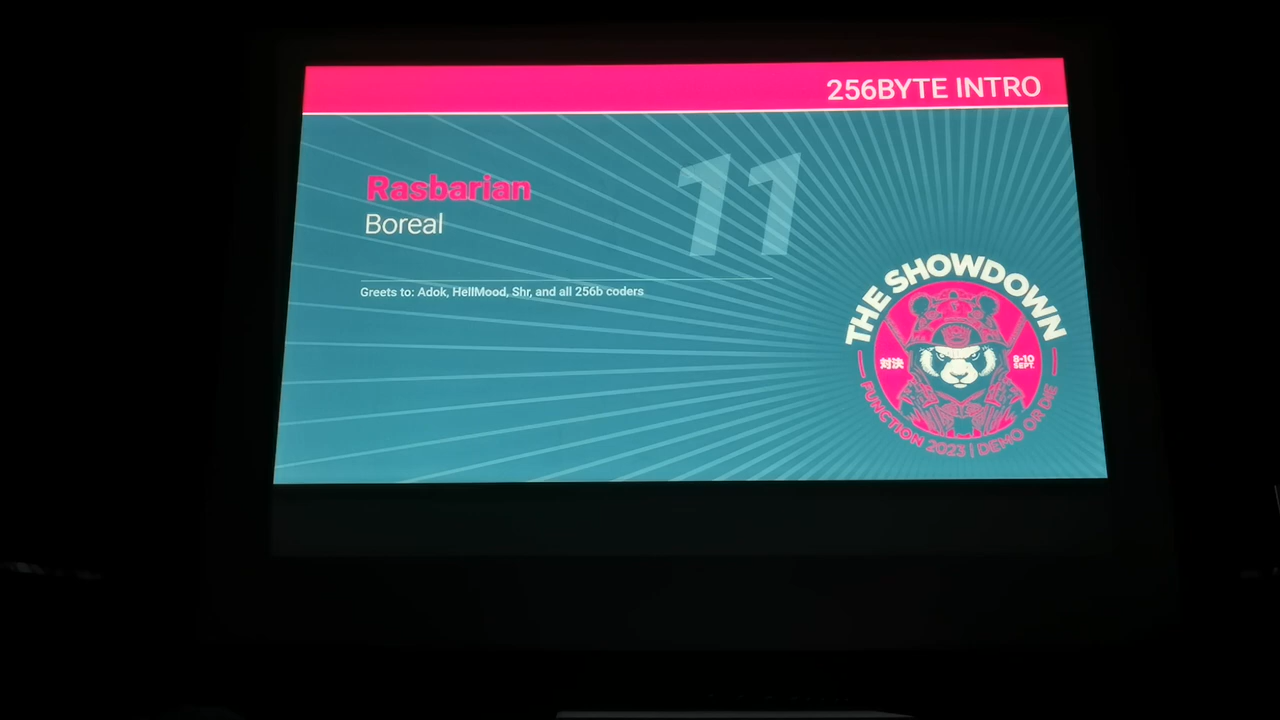 256BYTE INTRO
11
Rasbarian
Boreal
Greets to: Adok, HellMood, Shr, and all 256b coders
THE SHOWDOWN
対決
8-10
SEPT.
FUNCTION 2023 | DEMO OR DIE